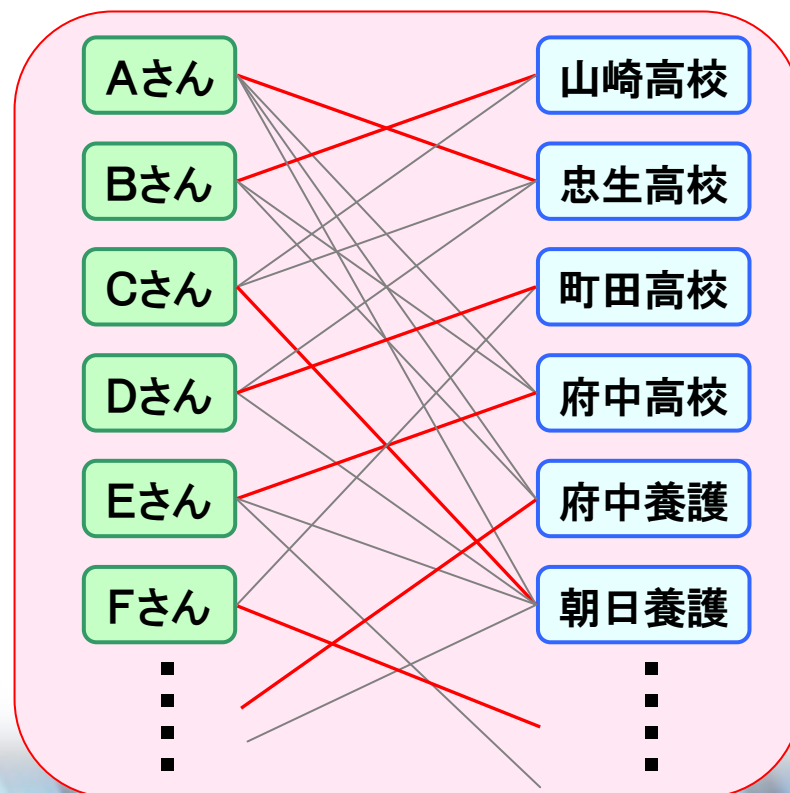 Aさん
Bさん
Cさん
Dさん
Eさん
Fさん
山崎高校
忠生高校
町田高校
府中高校
府中養護
朝日養護